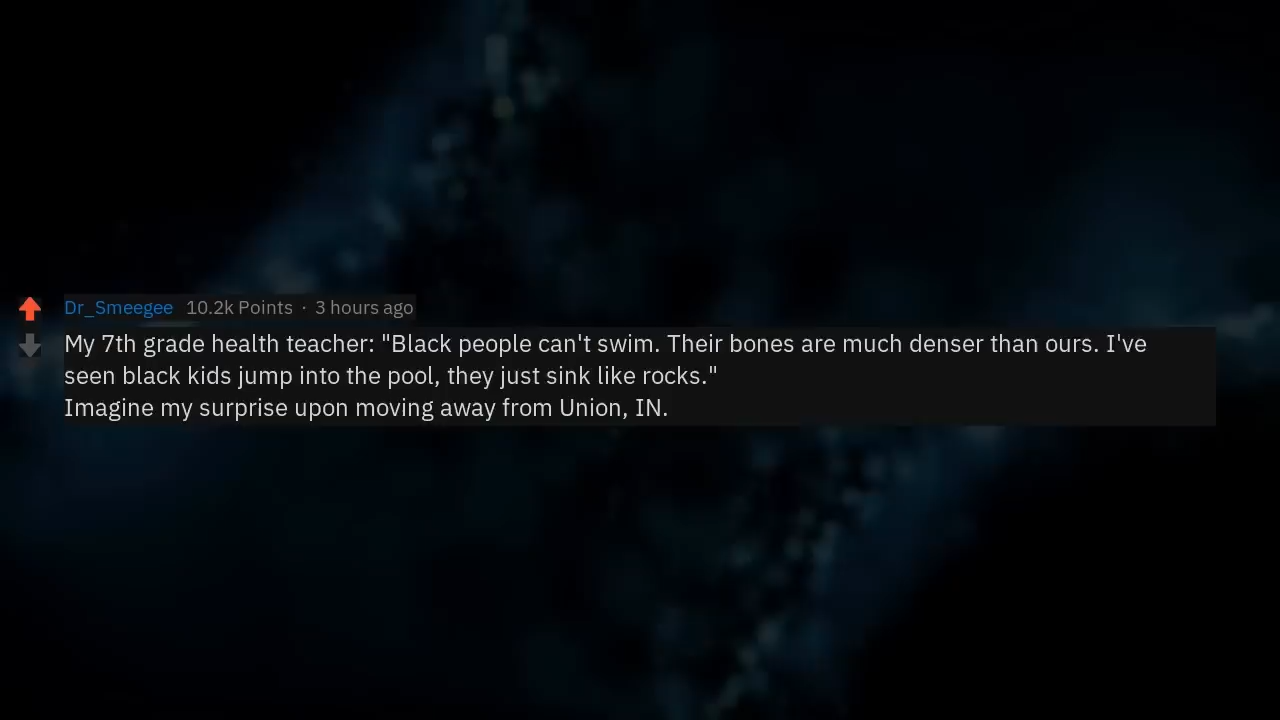 Dr_Smeegee 10.2k Points · 3 hours ago
My 7th grade health teacher: "Black people can't swim. Their bones are much denser than ours. I've
seen black kids jump into the pool, they just sink like rocks."
Imagine my surprise upon moving away from Union, IN.